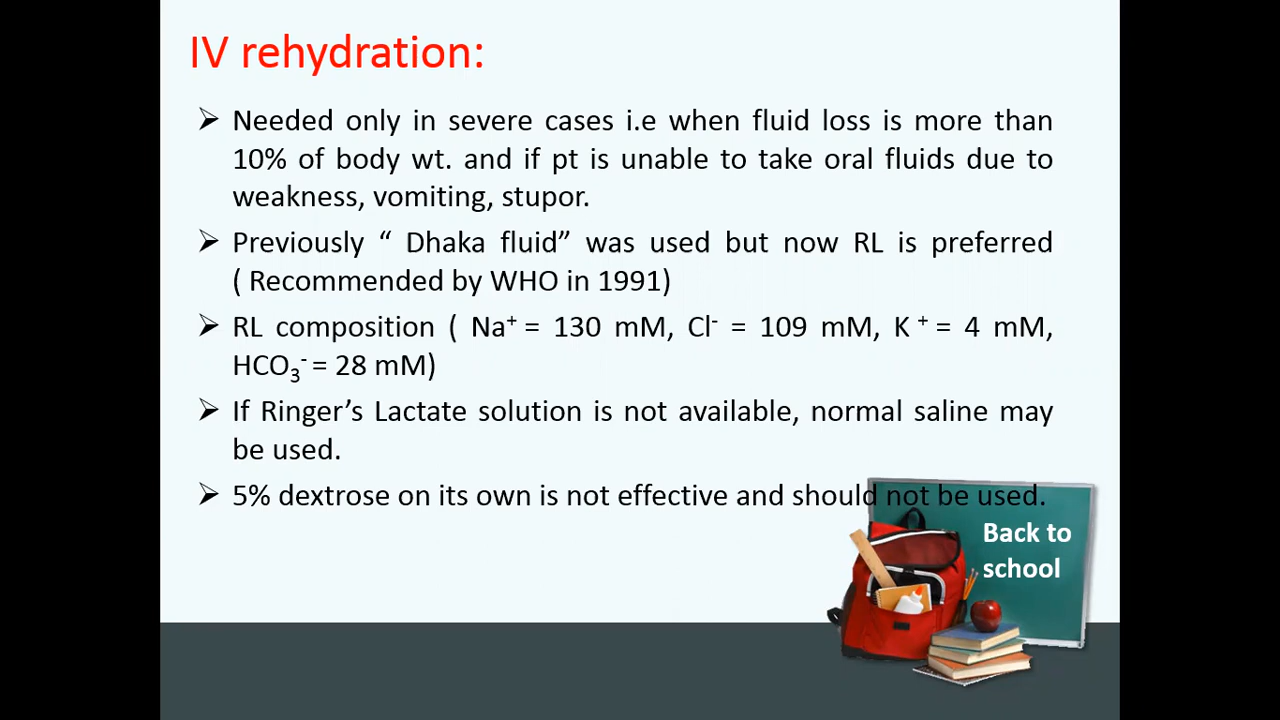 IV rehydration:
➢ Needed only in severe cases i.e when fluid loss is more than
10% of body wt. and if pt is unable to take oral fluids due to
weakness, vomiting, stupor.
➢ Previously “ Dhaka fluid” was used but now RL is preferred
( Recommended by WHO in 1991)
➢ RL composition ( Na⁺ = 130 mM, Cl⁻ = 109 mM, K ⁺ = 4 mM,
HCO₃⁻ = 28 mM)
➢ If Ringer’s Lactate solution is not available, normal saline may
be used.
➢ 5% dextrose on its own is not effective and should not be used.
Back to
school